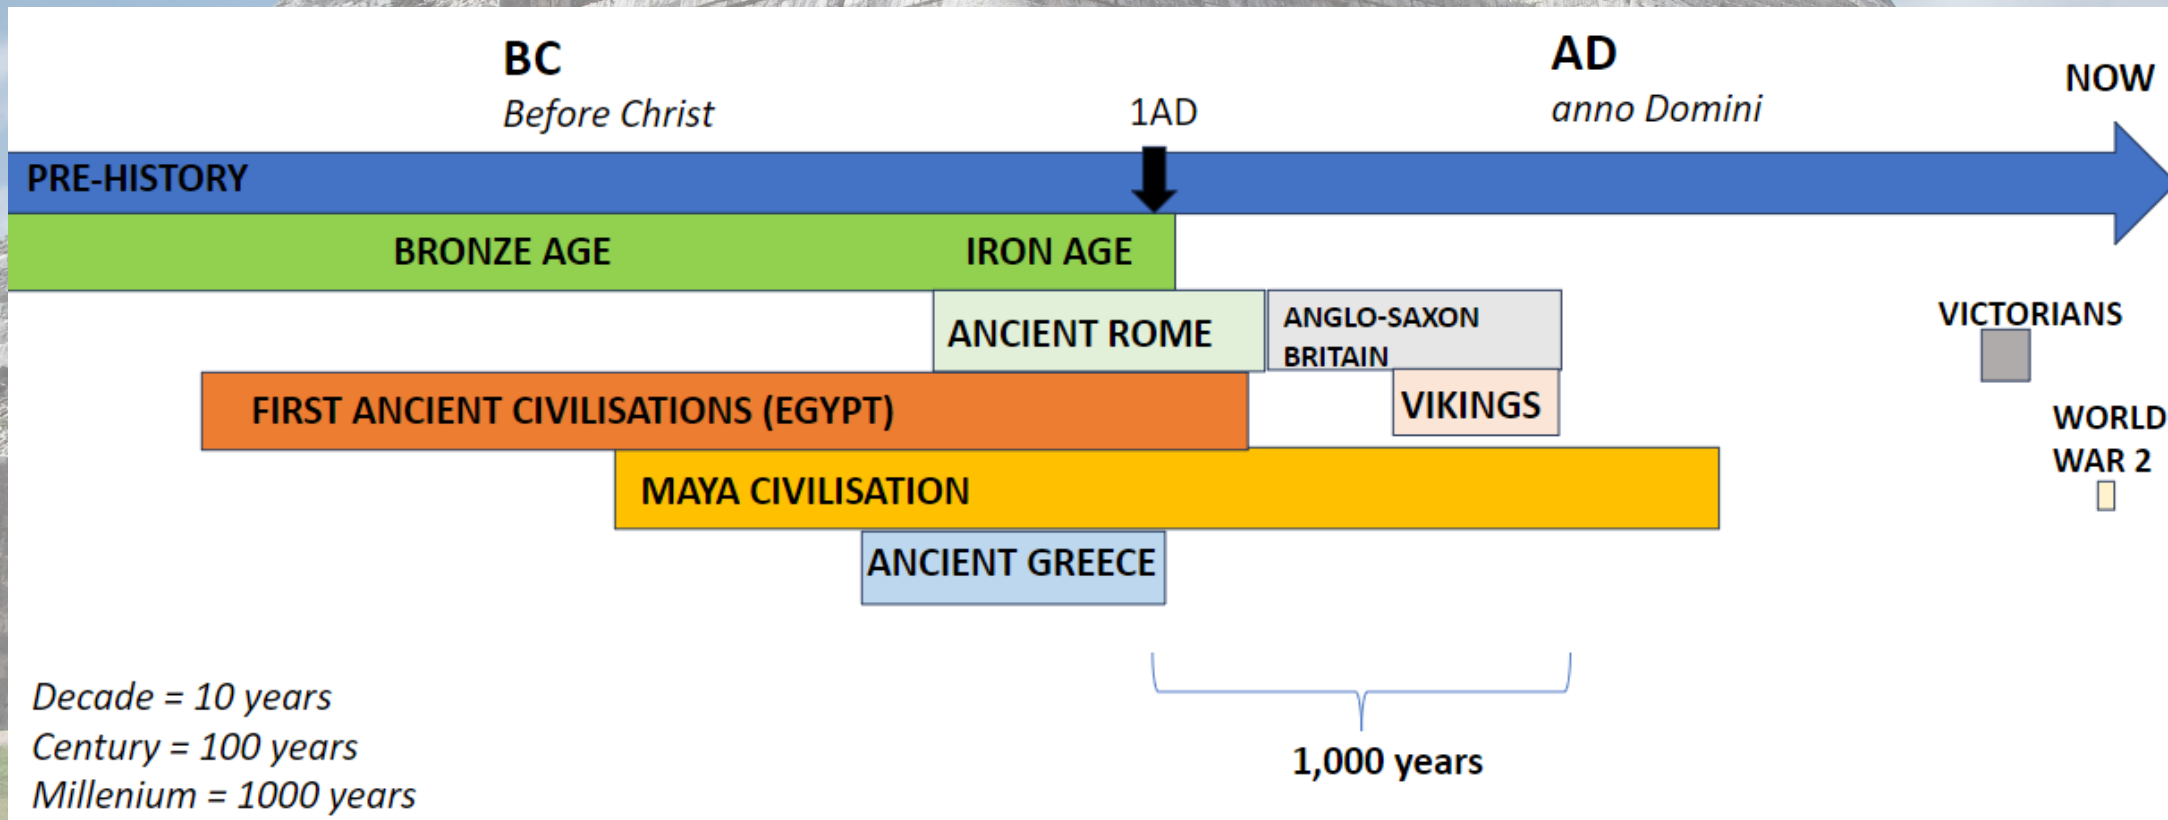 BC
Before Christ
1AD
AD
anno Domini
NOW
PRE-HISTORY
BRONZE AGE
IRON AGE
ANCIENT ROME
ANGLO-SAXON
BRITAIN
VICTORIANS
FIRST ANCIENT CIVILISATIONS (EGYPT)
VIKINGS
WORLD
WAR 2
MAYA CIVILISATION
ANCIENT GREECE
Decade = 10 years
Century = 100 years
Millenium = 1000 years
1,000 years